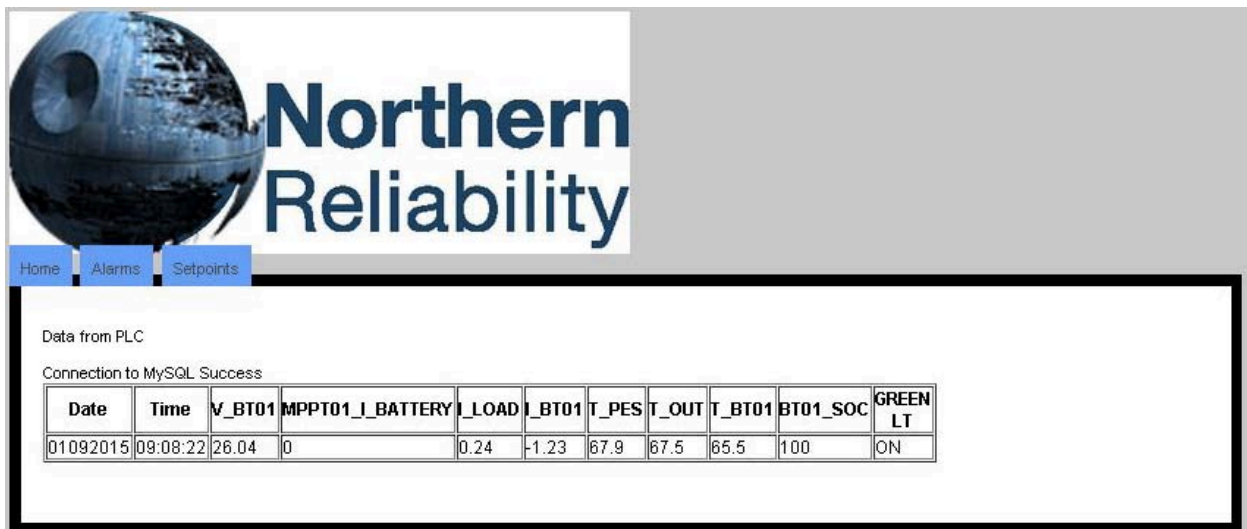 Northern
Reliability
Home Alarms Setpoints
Data from PLC
Connection to MySQL Success
Date Time V_BT01 MPPT01_I_BATTERY I_LOAD I_BT01 T_PES T_OUT T_BT01 BT01_SOC GREEN LT
01092015 09:08:22 26.04 0 0.24 -1.23 67.9 67.5 65.5 100 ON